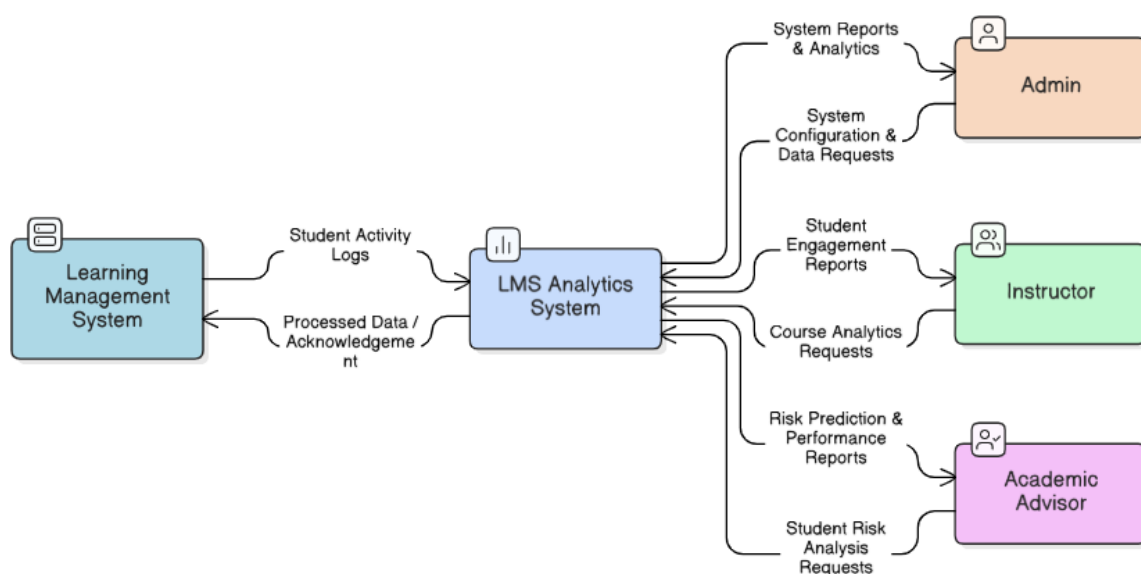 System Reports
& Analytics
Admin
System
Configuration &
Data Requests
Learning
Management
System
Student Activity
Logs
Processed Data /
Acknowledgeme
nt
LMS Analytics
System
Student
Engagement
Reports
Instructor
Course Analytics
Requests
Risk Prediction &
Performance
Reports
Academic
Advisor
Student Risk
Analysis
Requests